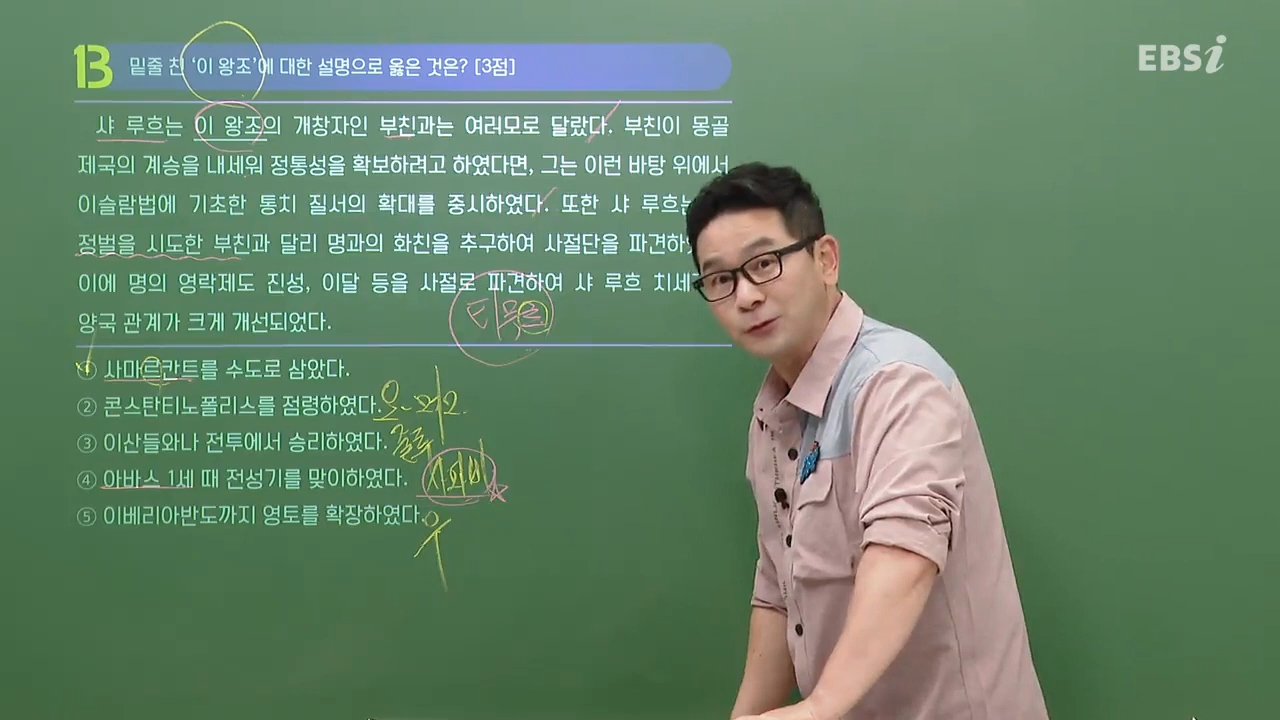 EBSi
13 밑줄 친 ‘이 왕조’에 대한 설명으로 옳은 것은? [3점]
샤 루흐는 이 왕조의 개창자인 부친과는 여러모로 달랐다. 부친이 몽골
제국의 계승을 내세워 정통성을 확보하려고 하였다면, 그는 이런 바탕 위에서
이슬람법에 기초한 통치 질서의 확대를 중시하였다. 또한 샤 루흐는
정벌을 시도한 부친과 달리 명과의 화친을 추구하여 사절단을 파견하
이에 명의 영락제도 진성, 이달 등을 사절로 파견하여 샤 루흐 치세
양국 관계가 크게 개선되었다.
티무르
① 사마르칸트를 수도로 삼았다.
② 콘스탄티노폴리스를 점령하였다.
③ 이산들와나 전투에서 승리하였다.
④ 아바스 1세 때 전성기를 맞이하였다. 사파비
⑤ 이베리아반도까지 영토를 확장하였다. 우